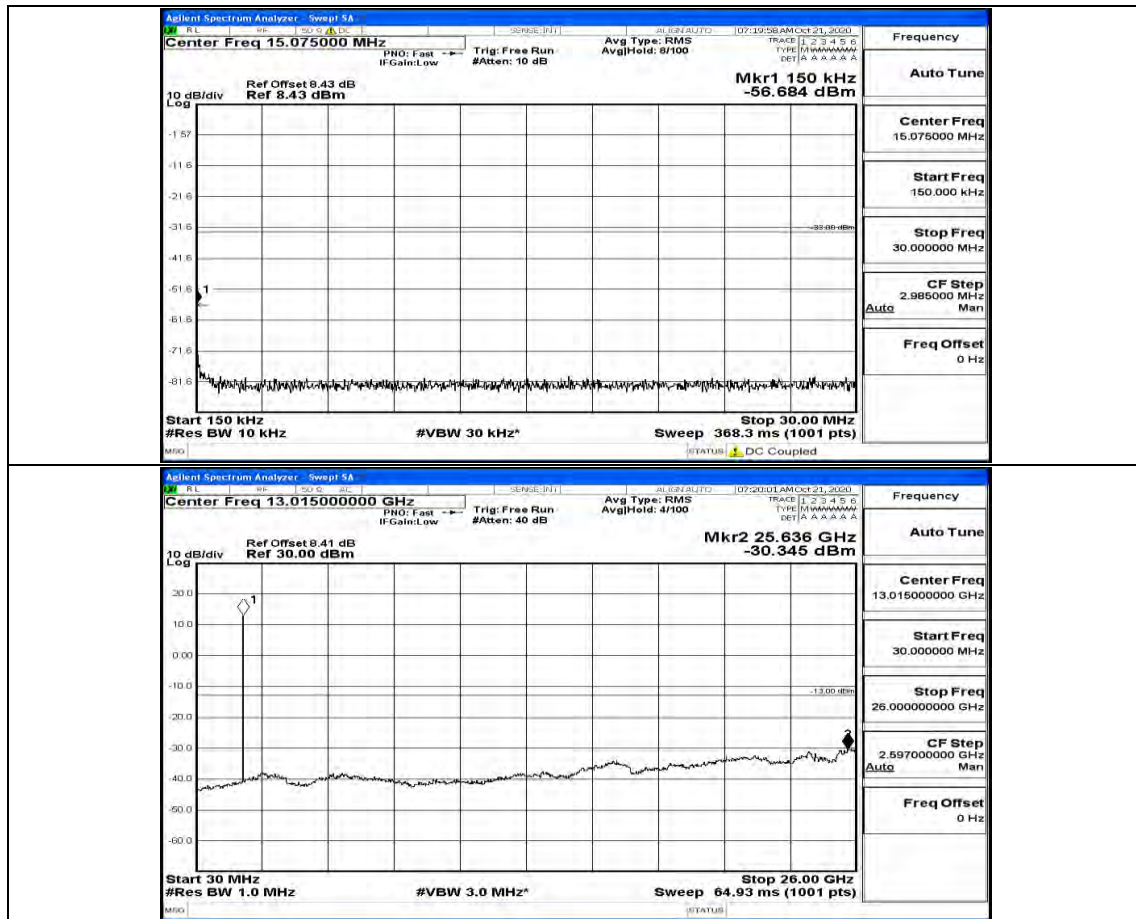 Agilent Spectrum Analyzer - Swept SA
RL RF 50 Ω DC SENSE:INT ALIGN AUTO 07:19:58 AM Oct 21, 2020
Center Freq 15.075000 MHz
PNO: Fast
IFGain:Low
Trig: Free Run
#Atten: 10 dB
Avg Type: RMS
Avg|Hold: 8/100
TRACE 1 2 3 4 5 6
TYPE
DET A A A A A A
Frequency
Ref Offset 8.43 dB
Ref 8.43 dBm
10 dB/div
Log
Mkr1 150 kHz
-56.684 dBm
Auto Tune
Center Freq
15.075000 MHz
Start Freq
150.000 kHz
Stop Freq
30.000000 MHz
CF Step
2.985000 MHz
Auto Man
Freq Offset
0 Hz
-1.57
-11.6
-21.6
-31.6
-33.00 dBm
-41.6
-51.6
1
-61.6
-71.6
-81.6
Start 150 kHz
Stop 30.00 MHz
#Res BW 10 kHz
#VBW 30 kHz*
Sweep 368.3 ms (1001 pts)
MSG
STATUS DC Coupled
Agilent Spectrum Analyzer - Swept SA
RL RF 50 Ω AC SENSE:INT ALIGN AUTO 07:20:01 AM Oct 21, 2020
Center Freq 13.015000000 GHz
PNO: Fast
IFGain:Low
Trig: Free Run
#Atten: 40 dB
Avg Type: RMS
Avg|Hold: 4/100
TRACE 1 2 3 4 5 6
TYPE
DET A A A A A A
Frequency
Ref Offset 8.41 dB
Ref 30.00 dBm
10 dB/div
Log
Mkr2 25.636 GHz
-30.345 dBm
Auto Tune
Center Freq
13.015000000 GHz
Start Freq
30.000000 MHz
Stop Freq
26.000000000 GHz
CF Step
2.597000000 GHz
Auto Man
Freq Offset
0 Hz
20.0
1
10.0
0.00
-10.0
-13.00 dBm
-20.0
2
-30.0
-40.0
-50.0
-60.0
Start 30 MHz
Stop 26.00 GHz
#Res BW 1.0 MHz
#VBW 3.0 MHz*
Sweep 64.93 ms (1001 pts)
MSG
STATUS